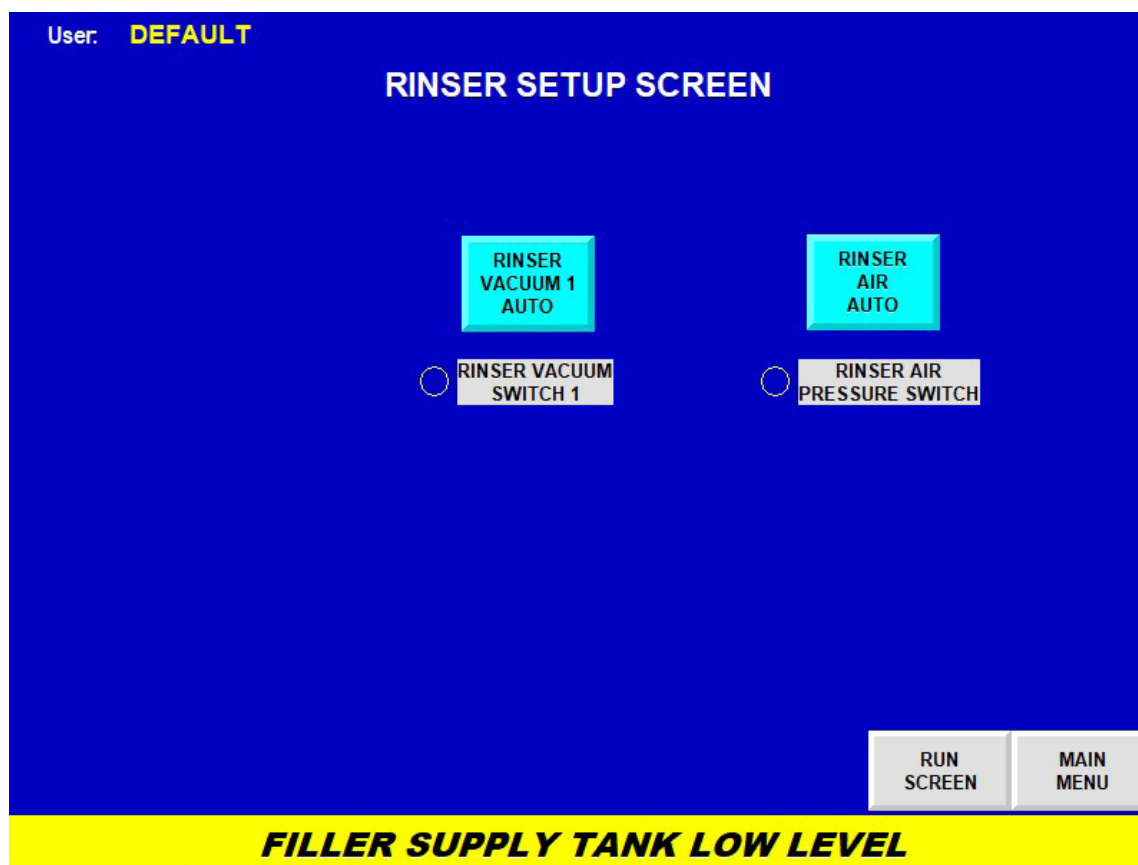 User: DEFAULT
RINSER SETUP SCREEN
RINSER
VACUUM 1
AUTO
RINSER
AIR
AUTO
RINSER VACUUM
SWITCH 1
RINSER AIR
PRESSURE SWITCH
RUN
SCREEN
MAIN
MENU
FILLER SUPPLY TANK LOW LEVEL